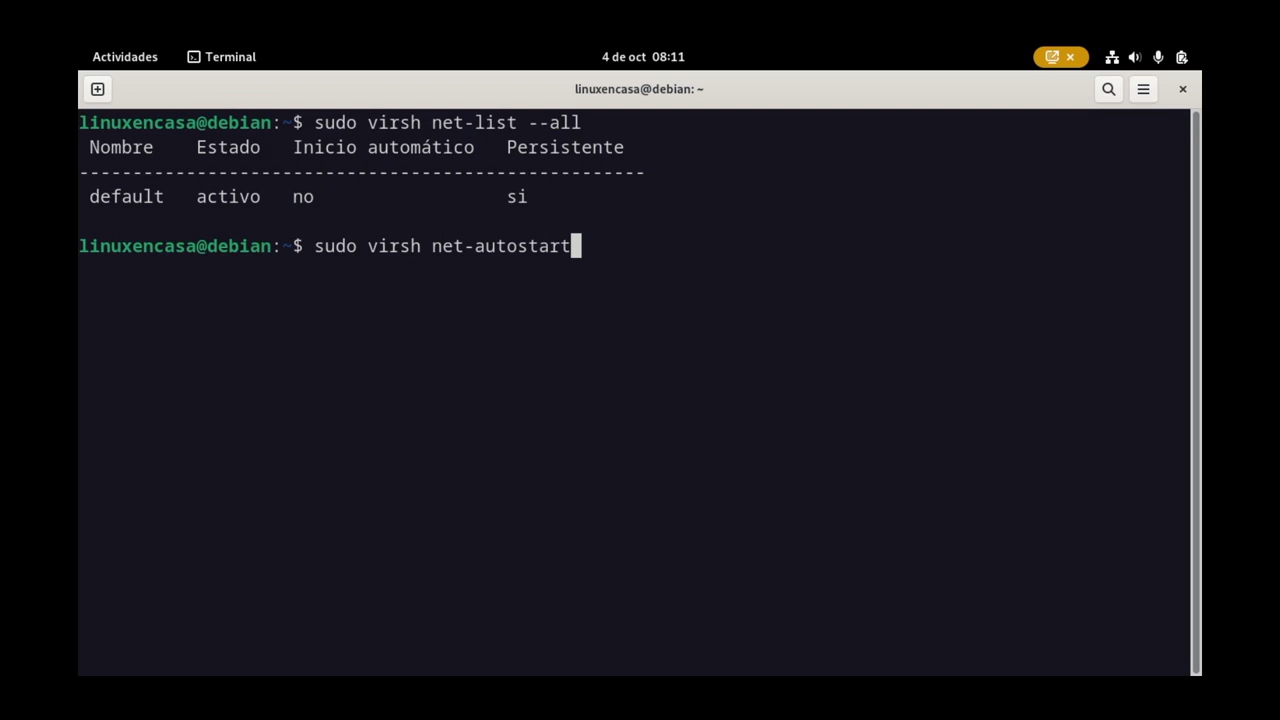 Actividades Terminal 4 de oct 08:11
linuxencasa@debian: ~
linuxencasa@debian:~$ sudo virsh net-list --all
Nombre Estado Inicio automático Persistente
-----------------------------------------------------
default activo no si
linuxencasa@debian:~$ sudo virsh net-autostart